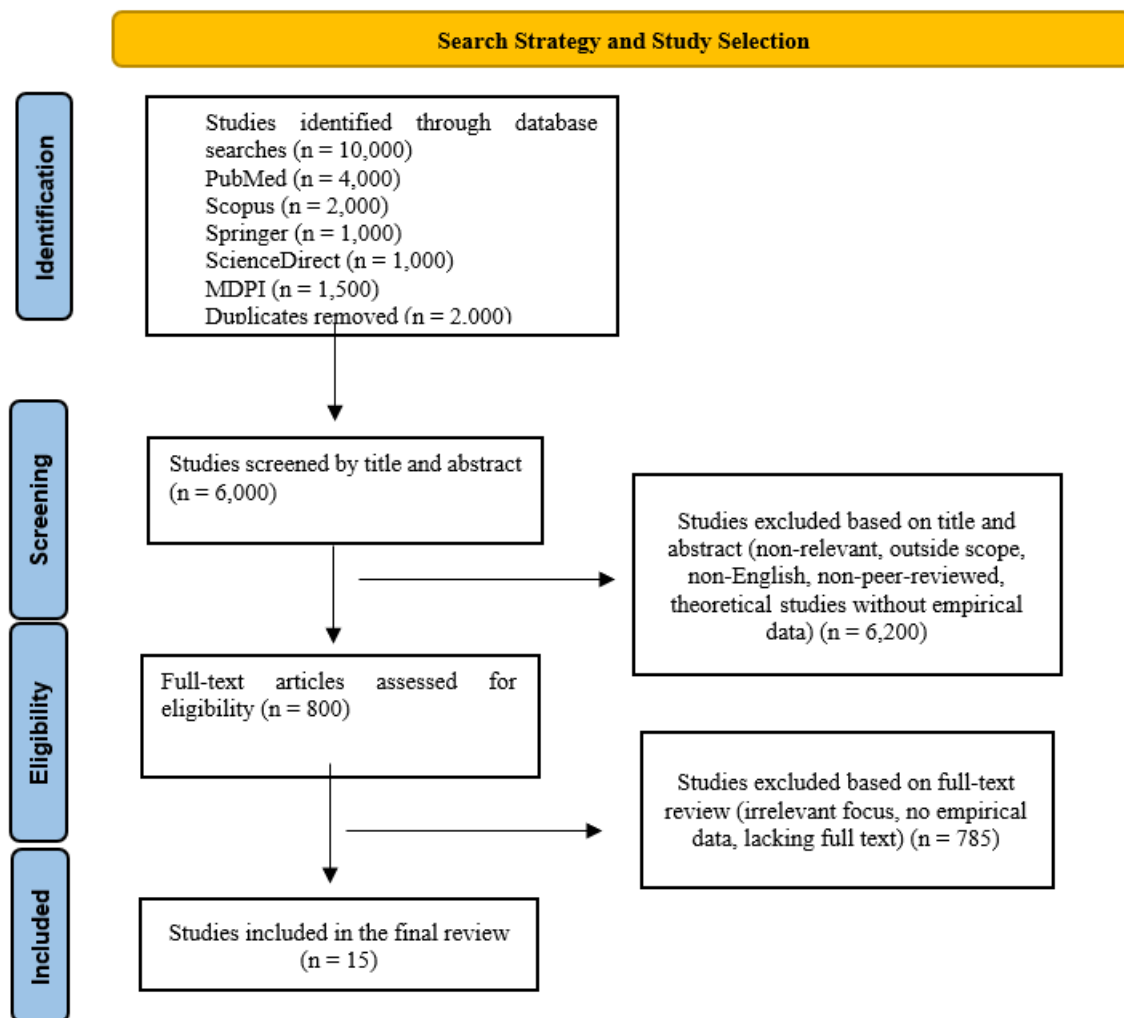 Search Strategy and Study Selection
Identification
Studies identified through database
searches (n = 10,000)
PubMed (n = 4,000)
Scopus (n = 2,000)
Springer (n = 1,000)
ScienceDirect (n = 1,000)
MDPI (n = 1,500)
Duplicates removed (n = 2,000)
Screening
Studies screened by title and abstract
(n = 6,000)
Studies excluded based on title and
abstract (non-relevant, outside scope,
non-English, non-peer-reviewed,
theoretical studies without empirical
data) (n = 6,200)
Eligibility
Full-text articles assessed for
eligibility (n = 800)
Studies excluded based on full-text
review (irrelevant focus, no empirical
data, lacking full text) (n = 785)
Included
Studies included in the final review
(n = 15)